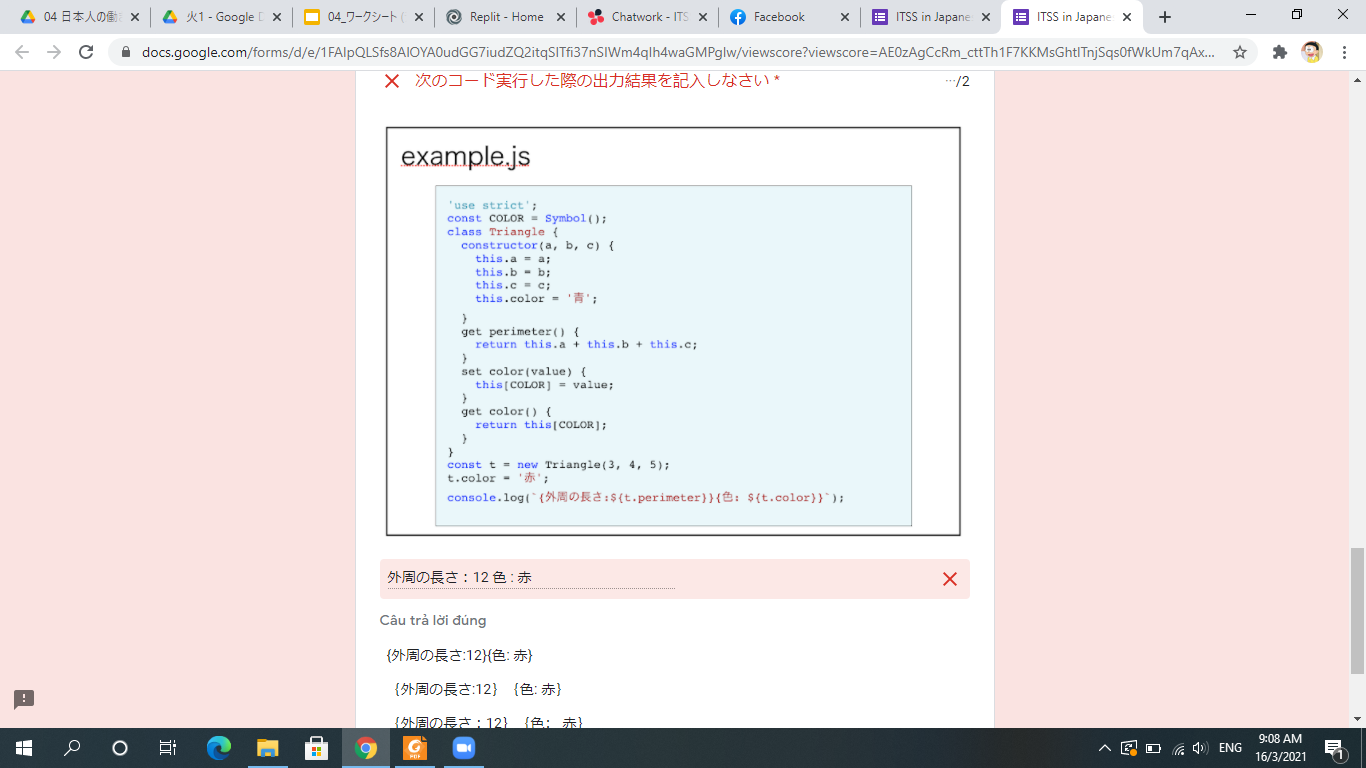 04 日本人の働き
火1 - Google D
04_ワークシート (
Replit - Home
Chatwork - ITS
Facebook
ITSS in Japane
ITSS in Japane
docs.google.com/forms/d/e/1FAIpQLSfs8AlOYA0udGG7iudZQ2itqSITfi37nSIWm4qIh4waGMPgIw/viewscore?viewscore=AE0zAgCcRm_cttTh1F7KKMsGhtITnjSqs0fWkUm7qAx...
次のコード実行した際の出力結果を記入しなさい *
…/2
example.js
'use strict';
const COLOR = Symbol();
class Triangle {
constructor(a, b, c) {
this.a = a;
this.b = b;
this.c = c;
this.color = '青';
}
get perimeter() {
return this.a + this.b + this.c;
}
set color(value) {
this[COLOR] = value;
}
get color() {
return this[COLOR];
}
}
const t = new Triangle(3, 4, 5);
t.color = '赤';
console.log(`{外周の長さ:${t.perimeter}}{色: ${t.color}}`);
外周の長さ：12 色 : 赤
Câu trả lời đúng
{外周の長さ:12}{色: 赤}
｛外周の長さ:12｝｛色: 赤｝
｛外周の長さ：12｝｛色： 赤｝
ENG
9:08 AM
16/3/2021
1